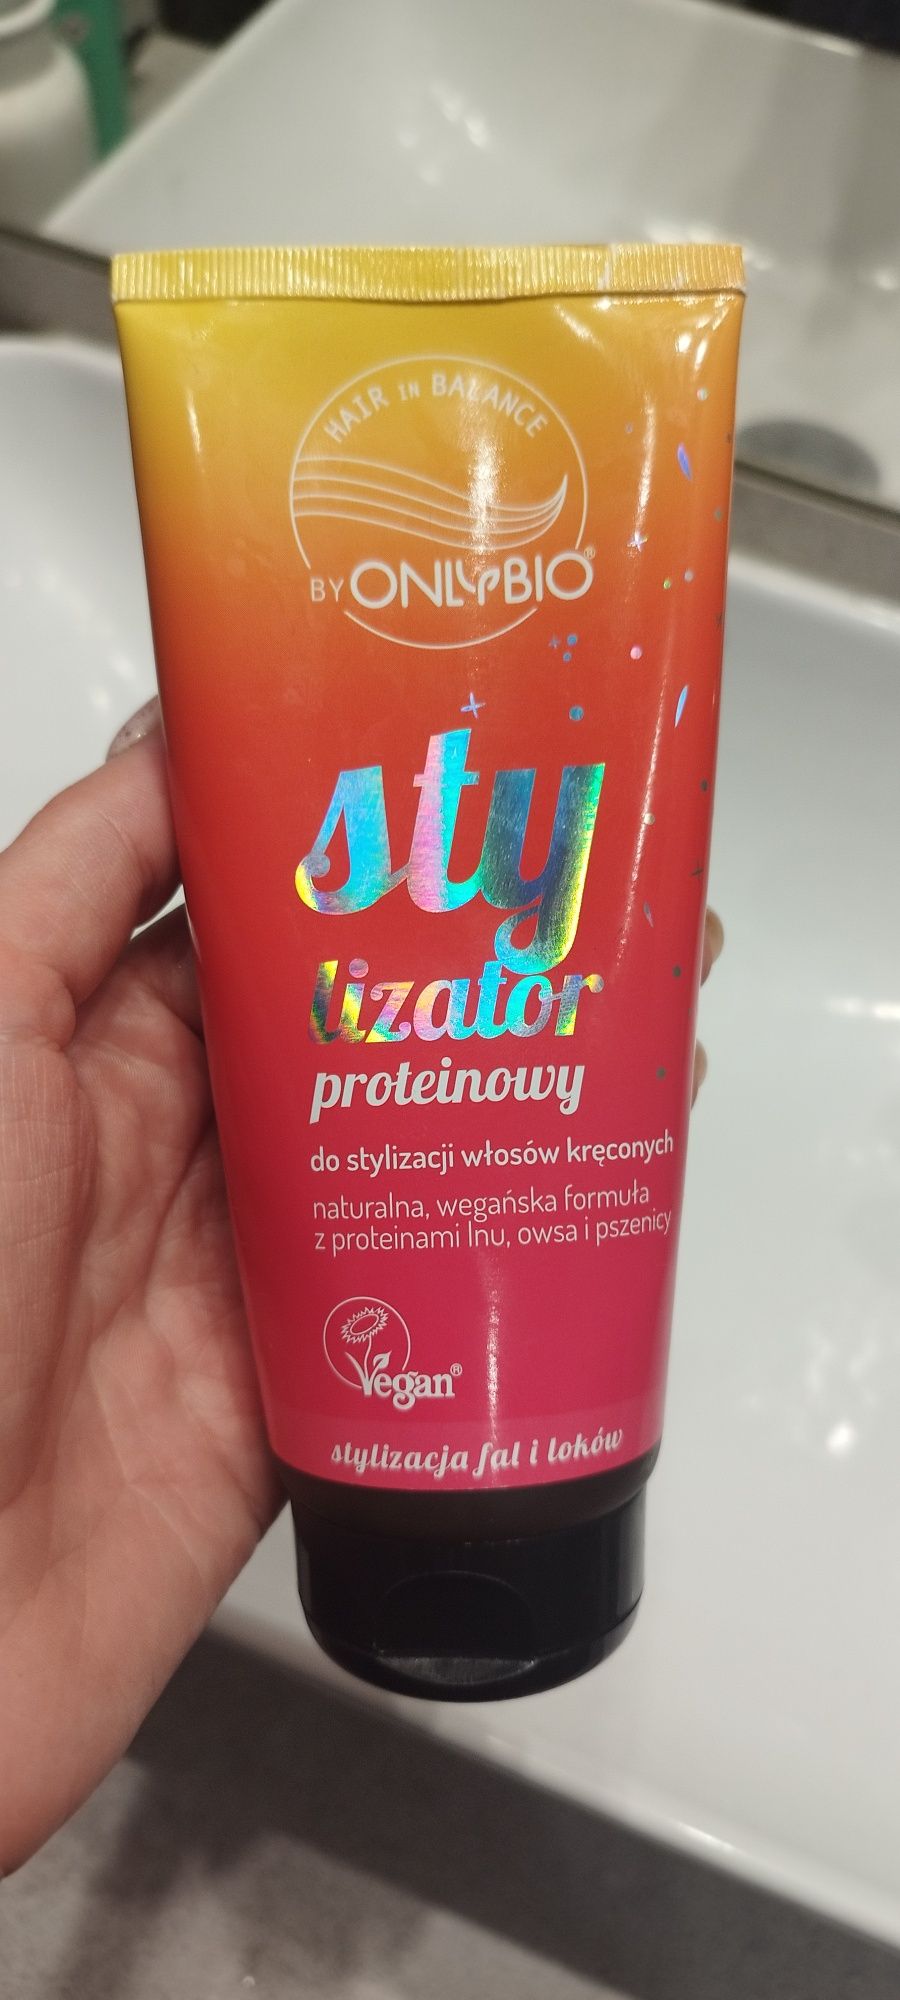 HAIR IN BALANCE
BY ONLYBIO®
sty
lizator
proteinowy
do stylizacji włosów kręconych
naturalna, wegańska formuła
z proteinami lnu, owsa i pszenicy
Vegan®
stylizacja fal i loków